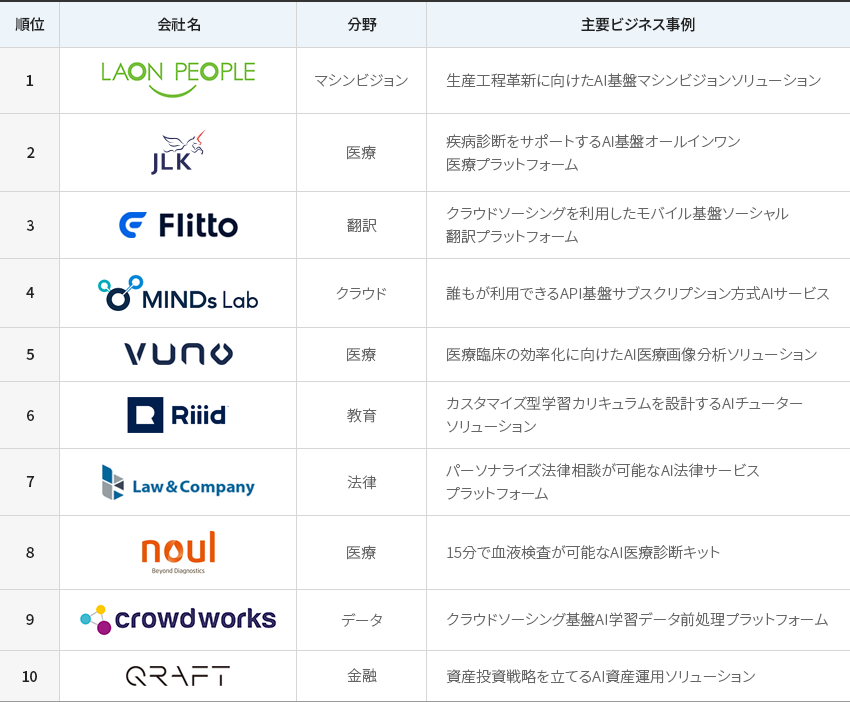 順位 会社名 分野 主要ビジネス事例
1 LAON PEOPLE マシンビジョン 生産工程革新に向けたAI基盤マシンビジョンソリューション
2 JLK 医療 疾病診断をサポートするAI基盤オールインワン
医療プラットフォーム
3 Flitto 翻訳 クラウドソーシングを利用したモバイル基盤ソーシャル
翻訳プラットフォーム
4 MINDs Lab クラウド 誰もが利用できるAPI基盤サブスクリプション方式AIサービス
5 VUNO 医療 医療臨床の効率化に向けたAI医療画像分析ソリューション
6 Riiid 教育 カスタマイズ型学習カリキュラムを設計するAIチューター
ソリューション
7 Law & Company 法律 パーソナライズ法律相談が可能なAI法律サービス
プラットフォーム
8 noul 医療 15分で血液検査が可能なAI医療診断キット
Beyond Diagnostics
9 crowdworks データ クラウドソーシング基盤AI学習データ前処理プラットフォーム
10 QRAFT 金融 資産投資戦略を立てるAI資産運用ソリューション